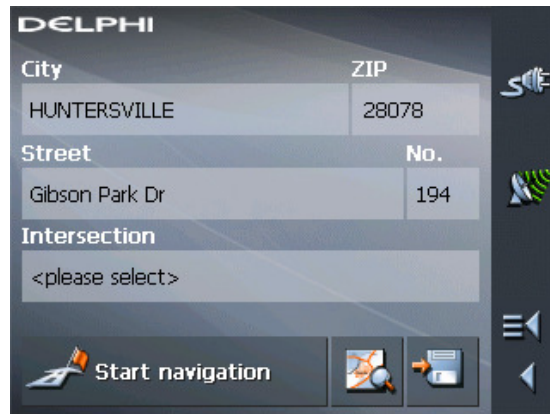 DELPHI
City ZIP
HUNTERSVILLE 28078
Street No.
Gibson Park Dr 194
Intersection
<please select>
Start navigation